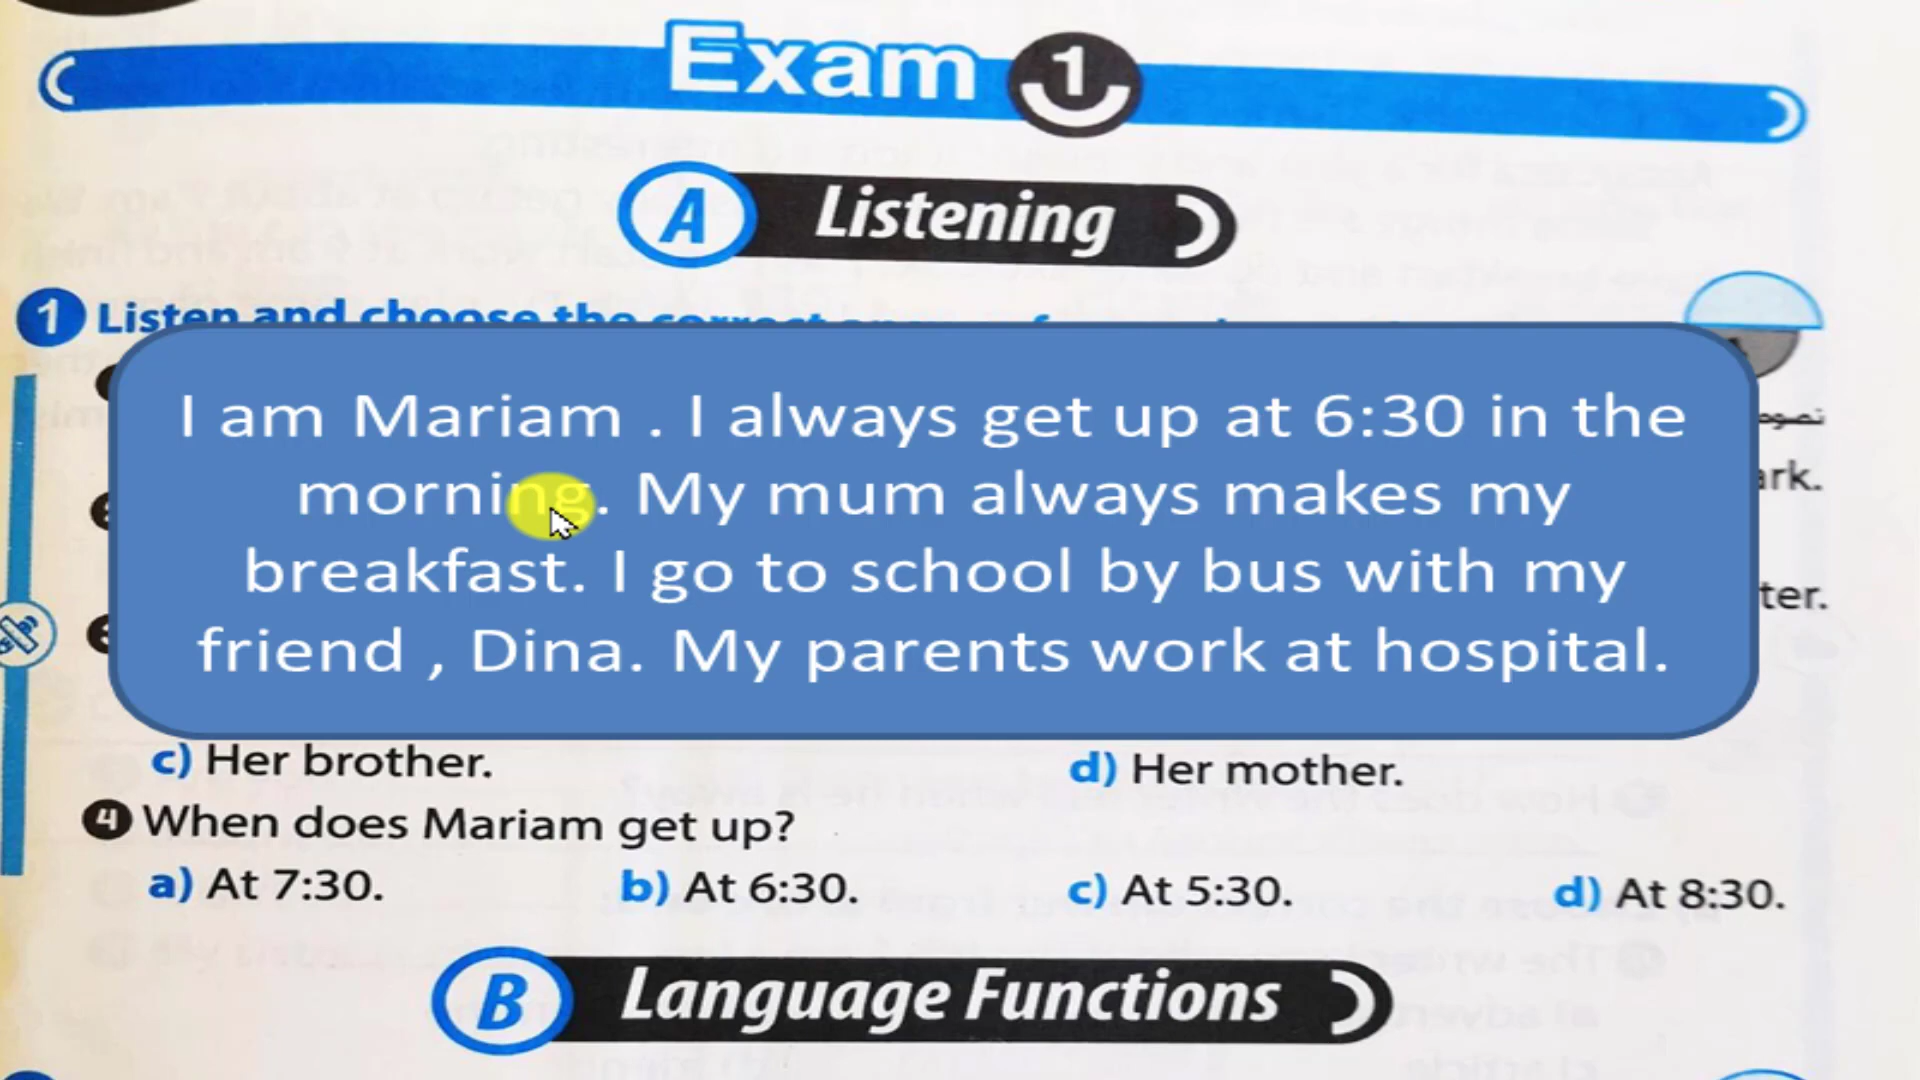 Exam 1
A Listening
1 Listen and choose the correct
I am Mariam . I always get up at 6:30 in the
morning. My mum always makes my
breakfast. I go to school by bus with my
friend , Dina. My parents work at hospital.
ark.
ter.
c) Her brother. d) Her mother.
4 When does Mariam get up?
a) At 7:30. b) At 6:30. c) At 5:30. d) At 8:30.
B Language Functions